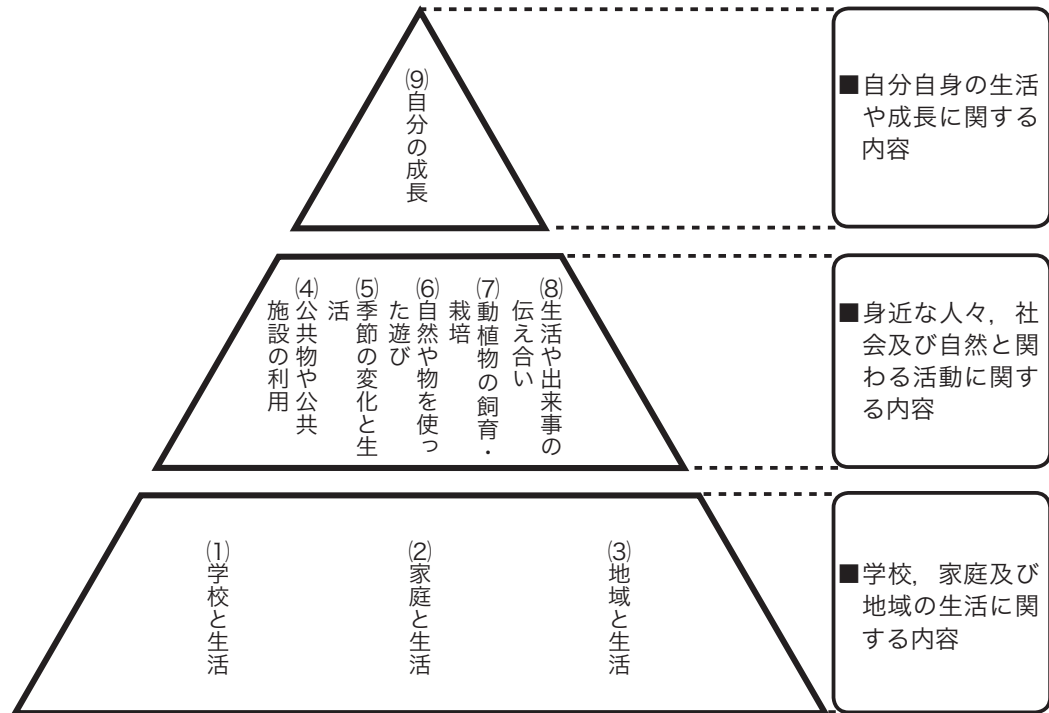 ⑼自分の成長
■自分自身の生活
や成長に関する
内容
⑻生活や出来事の
伝え合い
⑺動植物の飼育・
栽培
⑹自然や物を使っ
た遊び
⑸季節の変化と生
活
⑷公共物や公共
施設の利用
■身近な人々，社
会及び自然と関
わる活動に関す
る内容
⑴学校と生活
⑵家庭と生活
⑶地域と生活
■学校，家庭及び
地域の生活に関
する内容